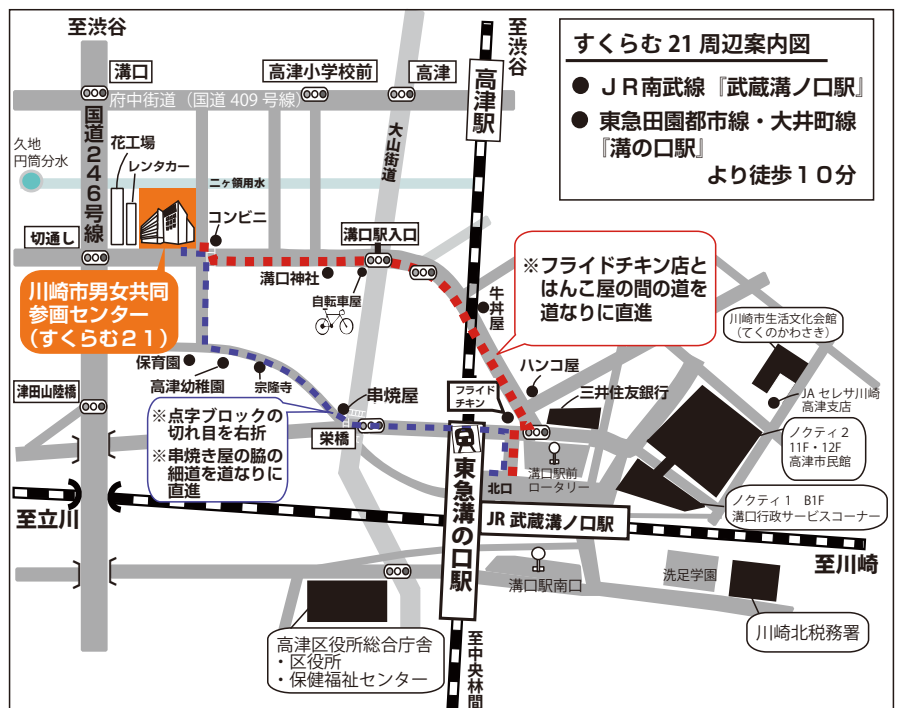 至渋谷
至渋谷
すくらむ21周辺案内図
● JR南武線『武蔵溝ノ口駅』
● 東急田園都市線・大井町線
『溝の口駅』
より徒歩10分
溝口
高津小学校前
高津
高津駅
府中街道(国道409号線)
国道246号線
大山街道
久地
円筒分水
花工場
レンタカー
二ヶ領用水
コンビニ
切通し
溝口駅入口
溝口神社
自転車屋
※フライドチキン店と
はんこ屋の間の道を
道なりに直進
牛丼屋
川崎市男女共同
参画センター
(すくらむ21)
川崎市生活文化会館
(てくのかわさき)
保育園
高津幼稚園
宗隆寺
ハンコ屋
津田山陸橋
串焼屋
フライド
チキン
三井住友銀行
JAセレサ川崎
高津支店
※点字ブロックの
切れ目を右折
※串焼き屋の脇の
細道を道なりに
直進
栄橋
ノクティ2
11F・12F
高津市民館
溝口駅前
ロータリー
北口
東急溝の口駅
ノクティ1 B1F
溝口行政サービスコーナー
至立川
JR武蔵溝ノ口駅
至川崎
溝口駅南口
洗足学園
川崎北税務署
高津区役所総合庁舎
・区役所
・保健福祉センター
至中央林間